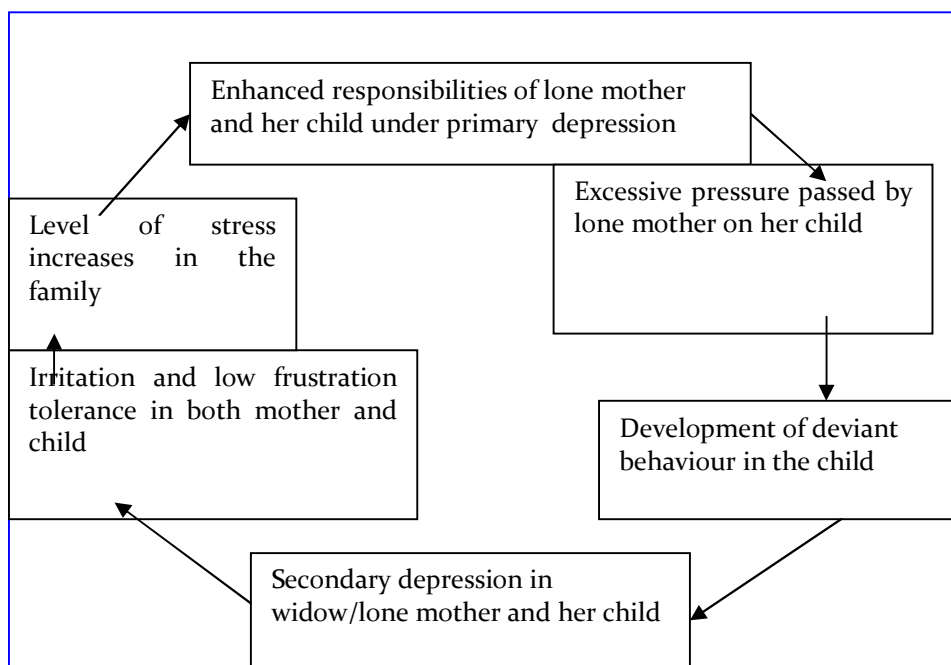 Enhanced responsibilities of lone mother
and her child under primary depression
Excessive pressure passed by
lone mother on her child
Development of deviant
behaviour in the child
Secondary depression in
widow/lone mother and her child
Irritation and low frustration
tolerance in both mother and
child
Level of stress
increases in the
family